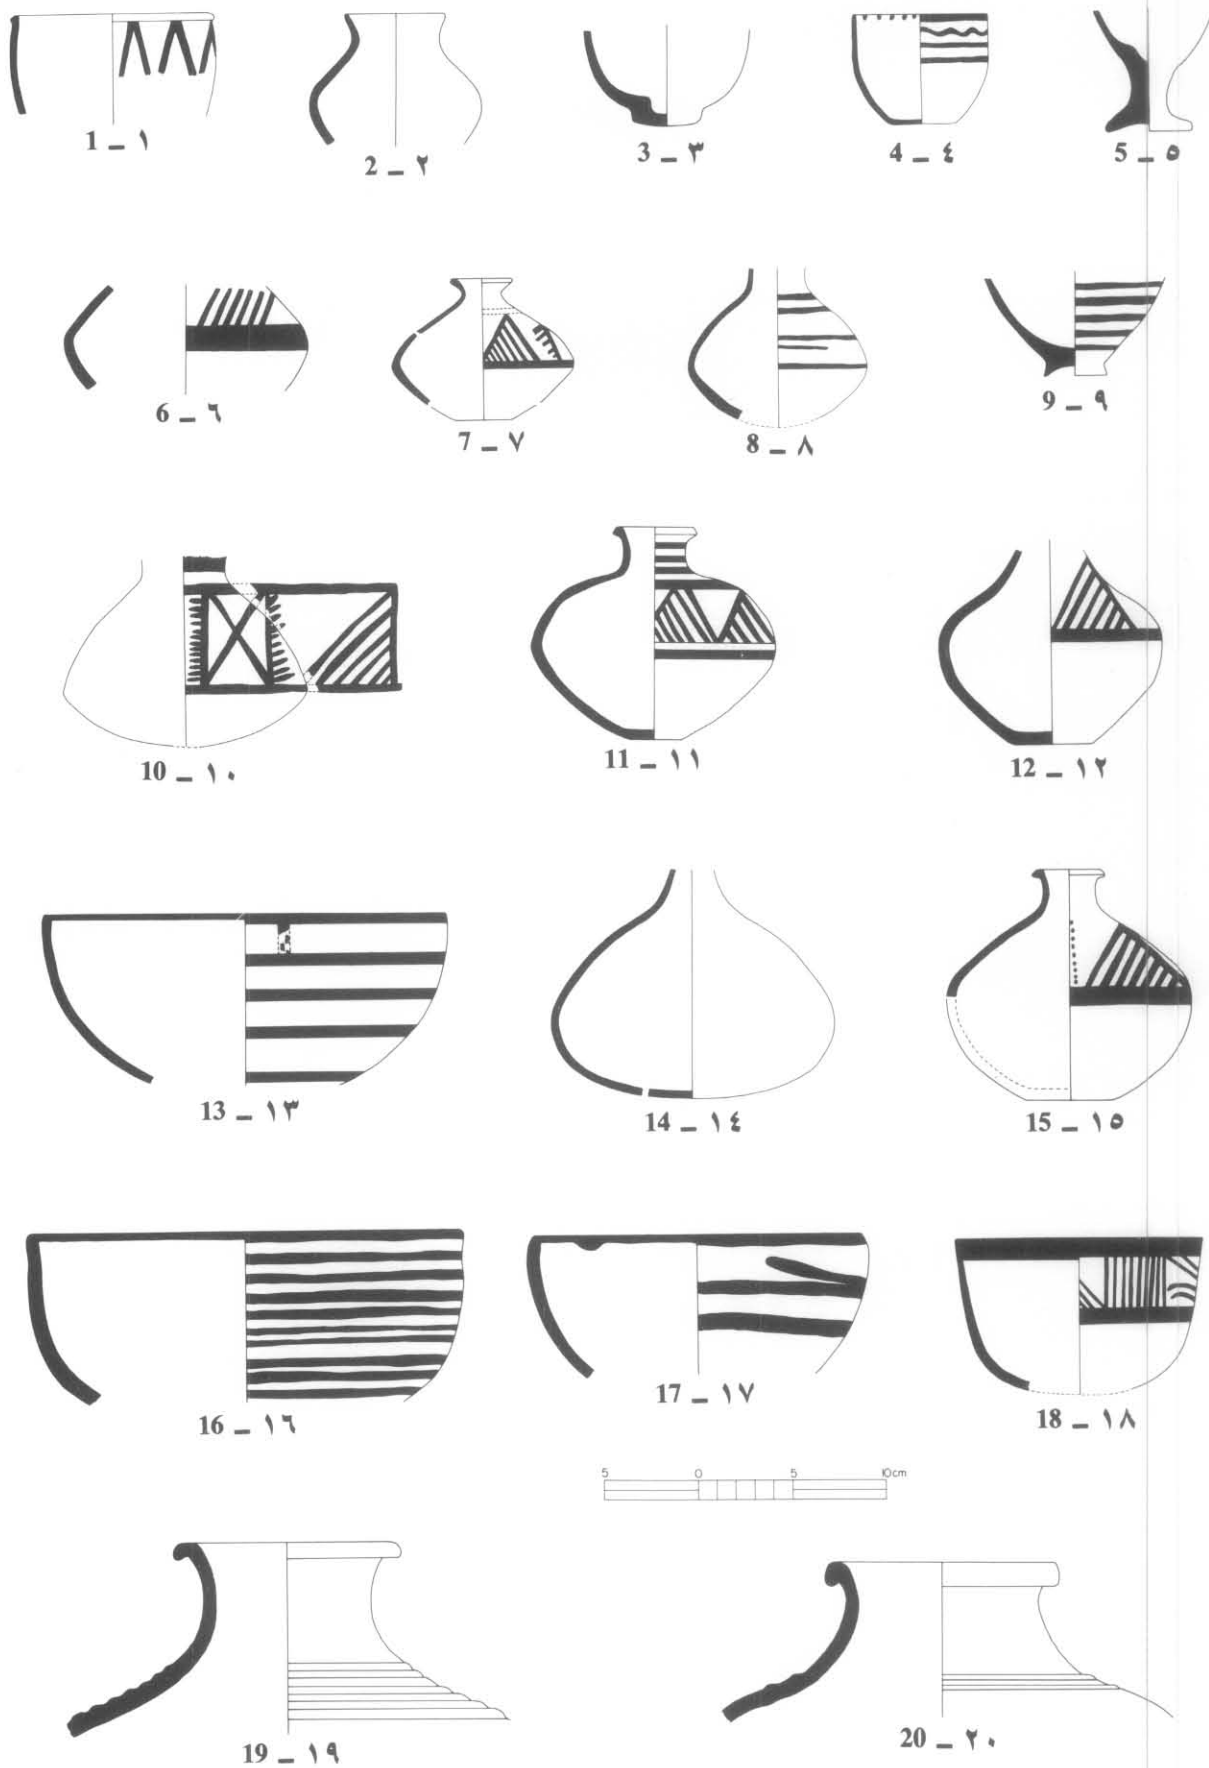 1 – ١
2 – ٢
3 – ٣
4 – ٤
5 – ٥
6 – ٦
7 – ٧
8 – ٨
9 – ٩
10 – ١٠
11 – ١١
12 – ١٢
13 – ١٣
14 – ١٤
15 – ١٥
16 – ١٦
17 – ١٧
18 – ١٨
5 0 5 10cm
19 – ١٩
20 – ٢٠